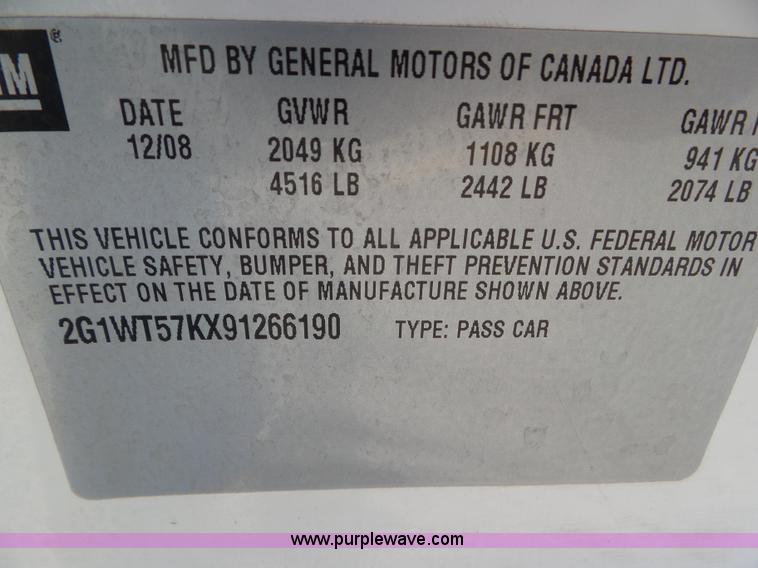 GM®
MFD BY GENERAL MOTORS OF CANADA LTD.
DATE GVWR GAWR FRT GAWR
12/08 2049 KG 1108 KG 941 KG
4516 LB 2442 LB 2074 LB
THIS VEHICLE CONFORMS TO ALL APPLICABLE U.S. FEDERAL MOTOR
VEHICLE SAFETY, BUMPER, AND THEFT PREVENTION STANDARDS IN
EFFECT ON THE DATE OF MANUFACTURE SHOWN ABOVE.
2G1WT57KX91266190 TYPE: PASS CAR
www.purplewave.com